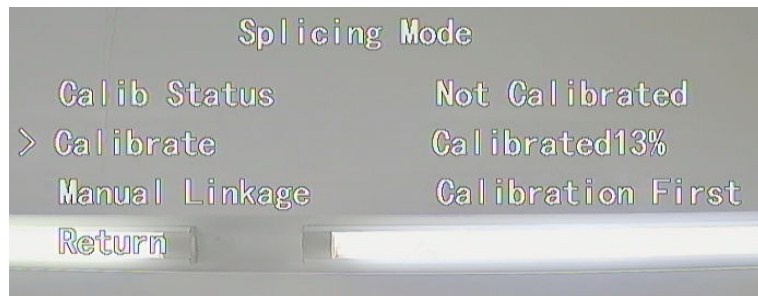 Splicing Mode
Calib Status Not Calibrated
> Calibrate Calibrated13%
Manual Linkage Calibration First
Return